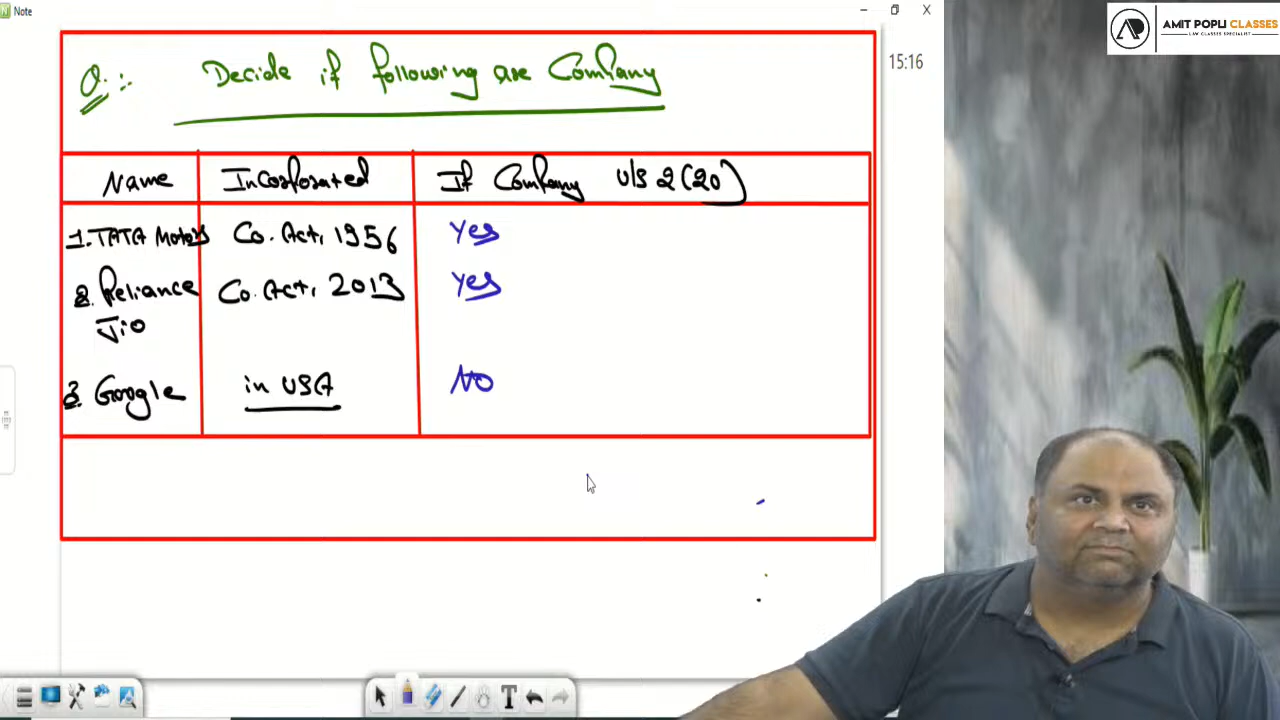 Note
AMIT POPLI CLASSES
LAW CLASSES SPECIALIST
15:16
Q:- Decide if following are Company
Name Incorporated If Company U/S 2(20)
1. TATA Motors Co. Act, 1956 Yes
2. Reliance Jio Co. Act, 2013 Yes
3. Google in USA NO